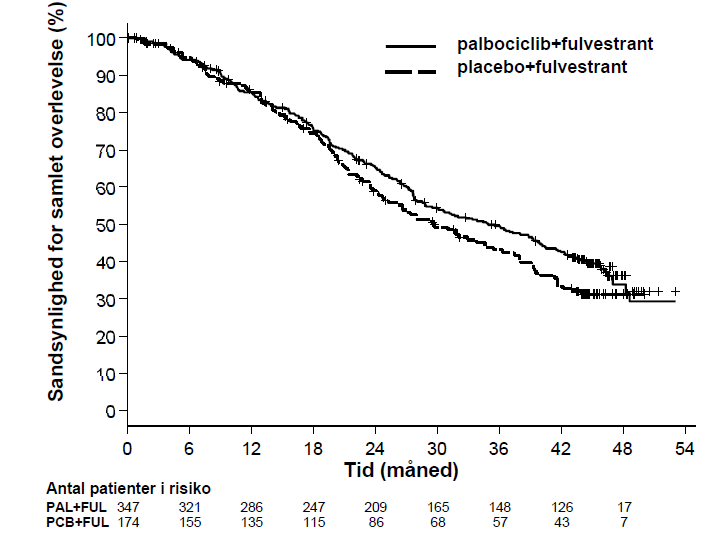 Sandsynlighed for samlet overlevelse (%)
100
90
80
70
60
50
40
30
20
10
0
palbociclib+fulvestrant
placebo+fulvestrant
0 6 12 18 24 30 36 42 48 54
Tid (måned)
Antal patienter i risiko
PAL+FUL 347 321 286 247 209 165 148 126 17
PCB+FUL 174 155 135 115 86 68 57 43 7